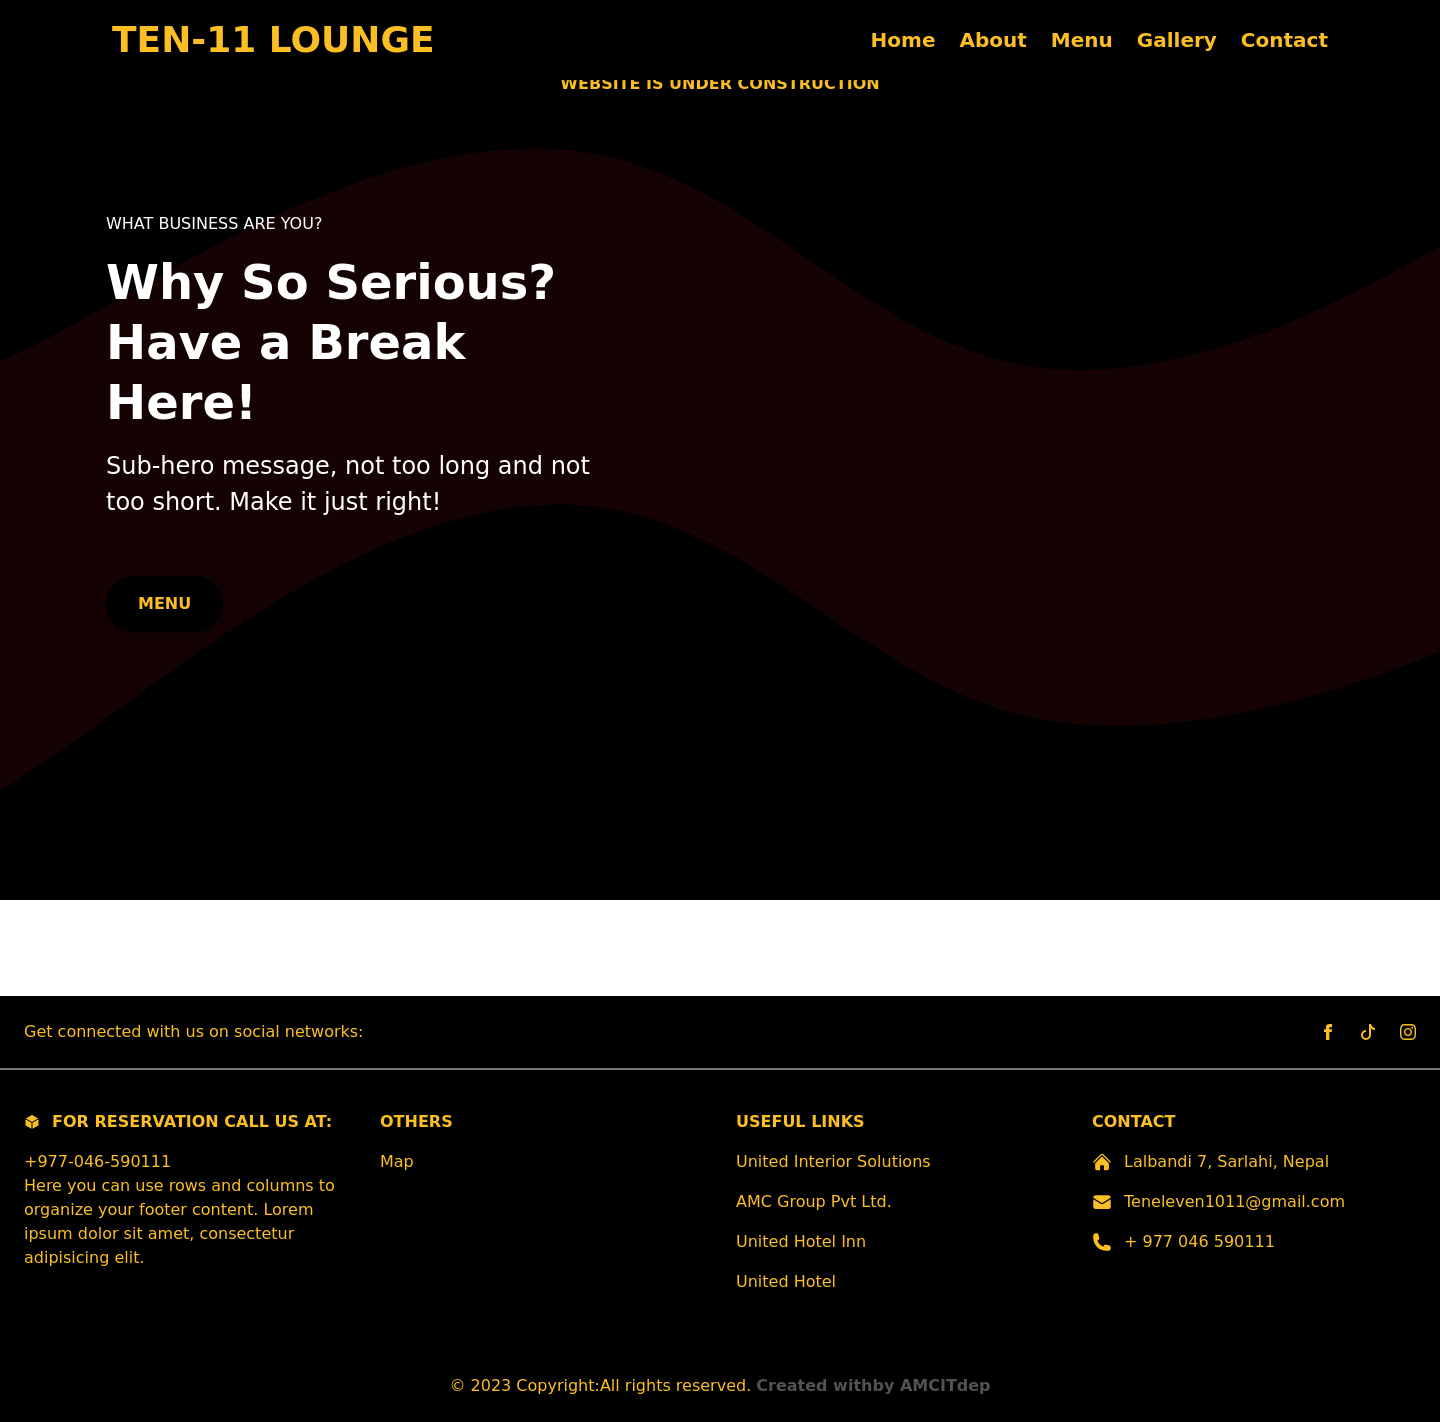 TEN-11 LOUNGE
Home About Menu Gallery Contact
WEBSITE IS UNDER CONSTRUCTION
WHAT BUSINESS ARE YOU?
Why So Serious?
Have a Break
Here!
Sub-hero message, not too long and not
too short. Make it just right!
MENU
Get connected with us on social networks:
FOR RESERVATION CALL US AT:
+977-046-590111
Here you can use rows and columns to
organize your footer content. Lorem
ipsum dolor sit amet, consectetur
adipisicing elit.
OTHERS
Map
USEFUL LINKS
United Interior Solutions
AMC Group Pvt Ltd.
United Hotel Inn
United Hotel
CONTACT
Lalbandi 7, Sarlahi, Nepal
Teneleven1011@gmail.com
+ 977 046 590111
© 2023 Copyright:All rights reserved. Created withby AMCITdep